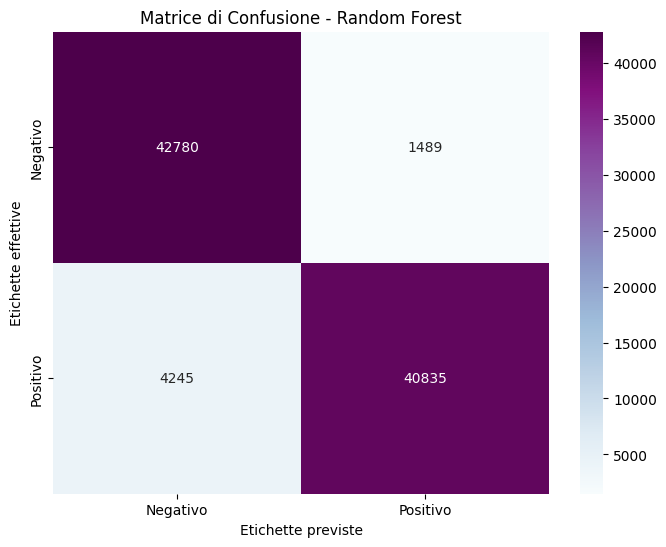 Matrice di Confusione - Random Forest
Etichette effettive
Negativo
Positivo
42780
1489
4245
40835
Negativo
Positivo
Etichette previste
40000
35000
30000
25000
20000
15000
10000
5000